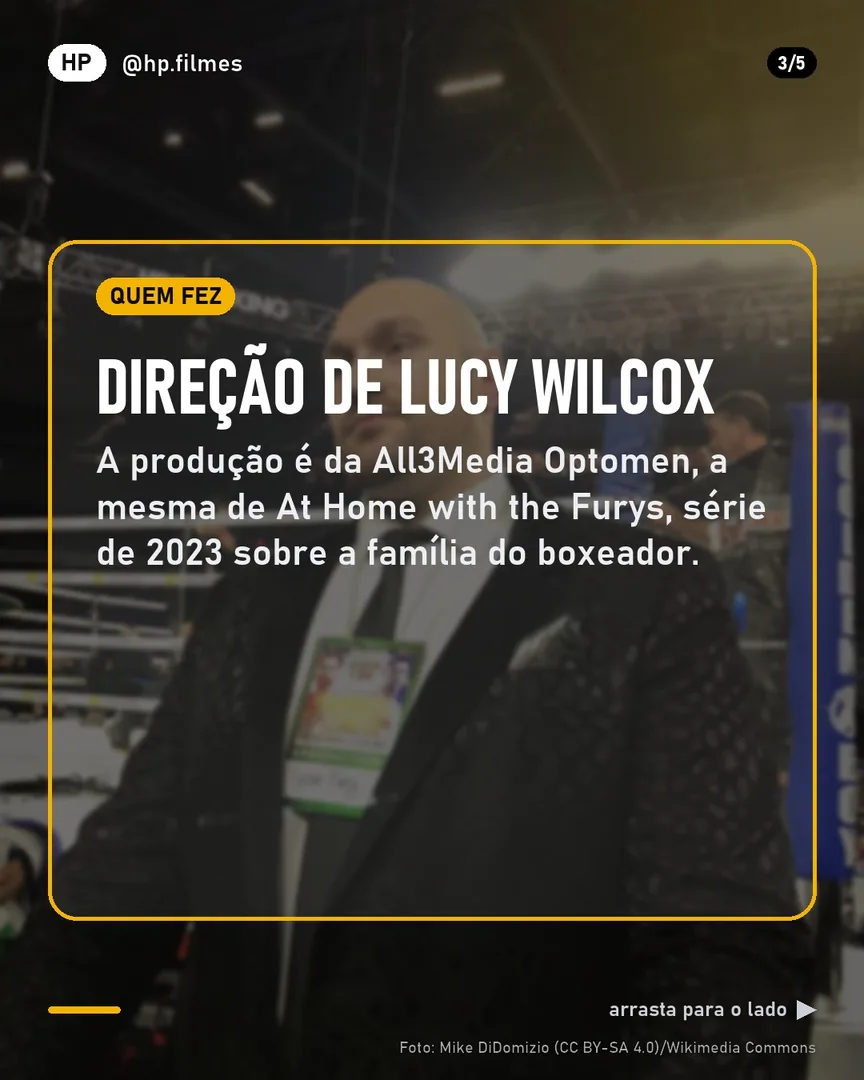 HP @hp.filmes
3/5
QUEM FEZ
DIREÇÃO DE LUCY WILCOX
A produção é da All3Media Optomen, a
mesma de At Home with the Furys, série
de 2023 sobre a família do boxeador.
arrasta para o lado ▶
Foto: Mike DiDomizio (CC BY-SA 4.0)/Wikimedia Commons